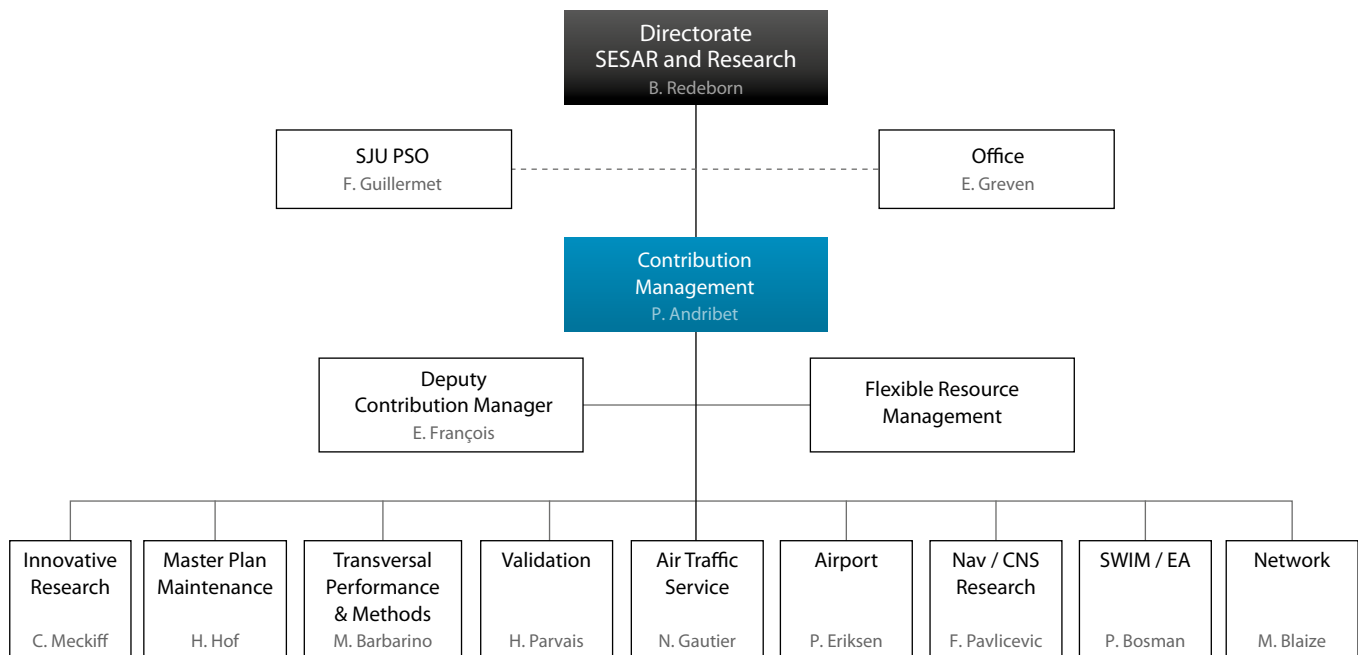 Directorate
SESAR and Research
B. Redeborn
SJU PSO
F. Guillermet
Office
E. Greven
Contribution
Management
P. Andribet
Deputy
Contribution Manager
E. François
Flexible Resource
Management
Innovative
Research
C. Meckiff
Master Plan
Maintenance
H. Hof
Transversal
Performance
& Methods
M. Barbarino
Validation
H. Parvais
Air Traffic
Service
N. Gautier
Airport
P. Eriksen
Nav / CNS
Research
F. Pavlicevic
SWIM / EA
P. Bosman
Network
M. Blaize